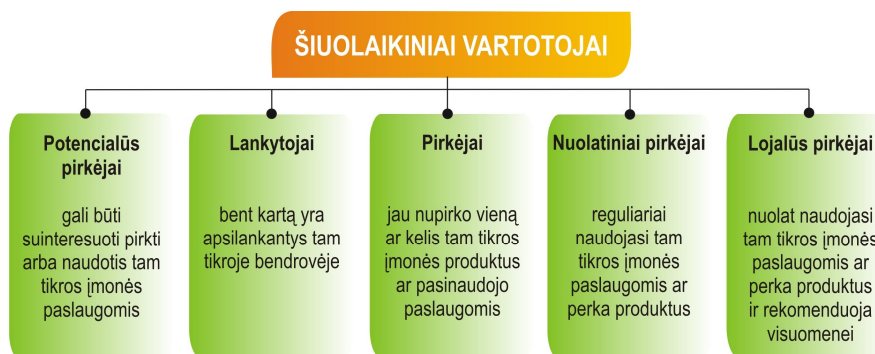 ŠIUOLAIKINIAI VARTOTOJAI
Potencialūs
pirkėjai
gali būti
suinteresuoti pirkti
arba naudotis tam
tikros įmonės
paslaugomis
Lankytojai
bent kartą yra
apsilankantys tam
tikroje bendrovėje
Pirkėjai
jau nupirko vieną
ar kelis tam tikros
įmonės produktus
ar pasinaudojo
paslaugomis
Nuolatiniai pirkėjai
reguliariai
naudojasi tam
tikros įmonės
paslaugomis ar
perka produktus
Lojalūs pirkėjai
nuolat naudojasi
tam tikros įmonės
paslaugomis ar
perka produktus
ir rekomenduoja
visuomenei